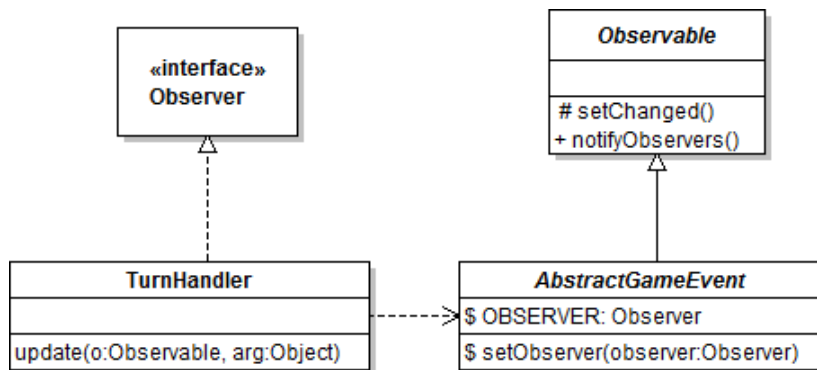 «interface»
Observer
Observable
# setChanged()
+ notifyObservers()
TurnHandler
update(o:Observable, arg:Object)
AbstractGameEvent
$ OBSERVER: Observer
$ setObserver(observer:Observer)